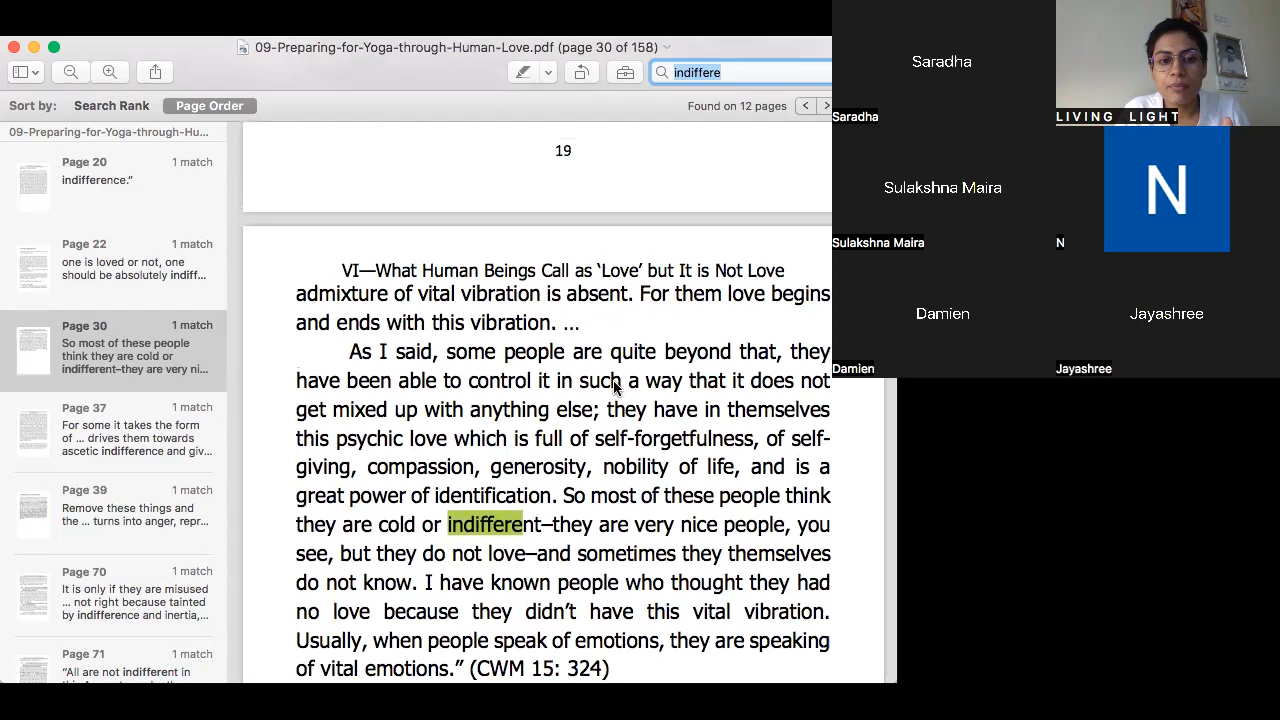 09-Preparing-for-Yoga-through-Human-Love.pdf (page 30 of 158)
indiffere
Sort by: Search Rank Page Order
Found on 12 pages
09-Preparing-for-Yoga-through-Hu...
Page 20 1 match
indifference.”
Page 22 1 match
one is loved or not, one
should be absolutely indiff...
Page 30 1 match
So most of these people
think they are cold or
indifferent–they are very ni...
Page 37 1 match
For some it takes the form
of ... drives them towards
ascetic indifference and giv...
Page 39 1 match
Remove these things and
the ... turns into anger, repr...
Page 70 1 match
It is only if they are misused
... not right because tainted
by indifference and inertia,...
Page 71 1 match
“All are not indifferent in
19
VI—What Human Beings Call as ‘Love’ but It is Not Love
admixture of vital vibration is absent. For them love begins
and ends with this vibration. ...
As I said, some people are quite beyond that, they
have been able to control it in such a way that it does not
get mixed up with anything else; they have in themselves
this psychic love which is full of self-forgetfulness, of self-
giving, compassion, generosity, nobility of life, and is a
great power of identification. So most of these people think
they are cold or indifferent–they are very nice people, you
see, but they do not love–and sometimes they themselves
do not know. I have known people who thought they had
no love because they didn’t have this vital vibration.
Usually, when people speak of emotions, they are speaking
of vital emotions.” (CWM 15: 324)
Saradha
Saradha
LIVING LIGHT
Sulakshna Maira
Sulakshna Maira
N
N
Damien
Damien
Jayashree
Jayashree